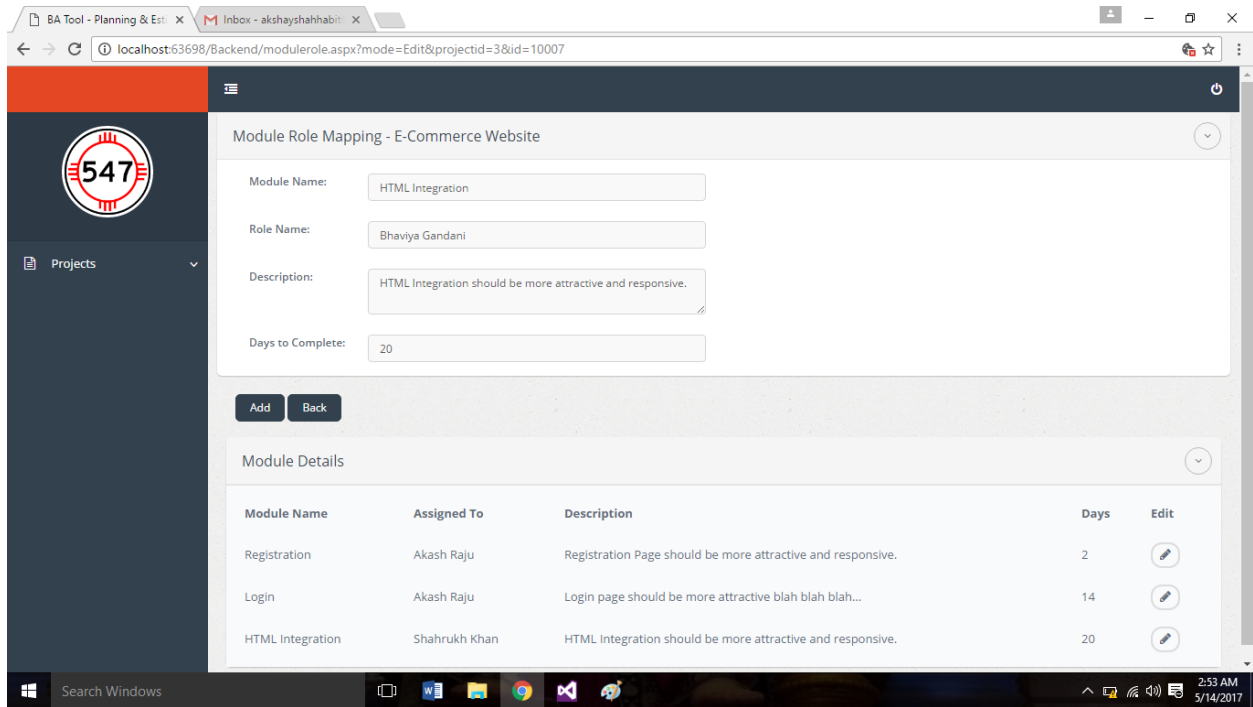 BA Tool - Planning & Esti
Inbox - akshayshahhabiti
localhost:63698/Backend/modulerole.aspx?mode=Edit&projectid=3&id=10007
547
Projects
Module Role Mapping - E-Commerce Website
Module Name:
HTML Integration
Role Name:
Bhaviya Gandani
Description:
HTML Integration should be more attractive and responsive.
Days to Complete:
20
Add Back
Module Details
Module Name Assigned To Description Days Edit
Registration Akash Raju Registration Page should be more attractive and responsive. 2
Login Akash Raju Login page should be more attractive blah blah blah... 14
HTML Integration Shahrukh Khan HTML Integration should be more attractive and responsive. 20
Search Windows
2:53 AM
5/14/2017